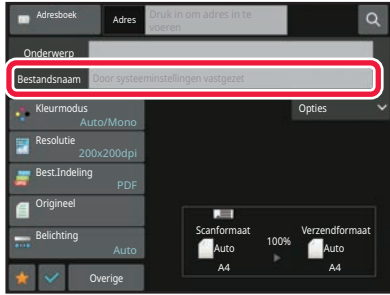 Adresboek
Adres
Druk in om adres in te
voeren
Onderwerp
Bestandsnaam
Door systeeminstellingen vastgezet
Kleurmodus
Auto/Mono
Opties
Resolutie
200x200dpi
Best.Indeling
PDF
Origineel
Belichting
Auto
Scanformaat
Auto
A4
100%
Verzendformaat
Auto
A4
Overige